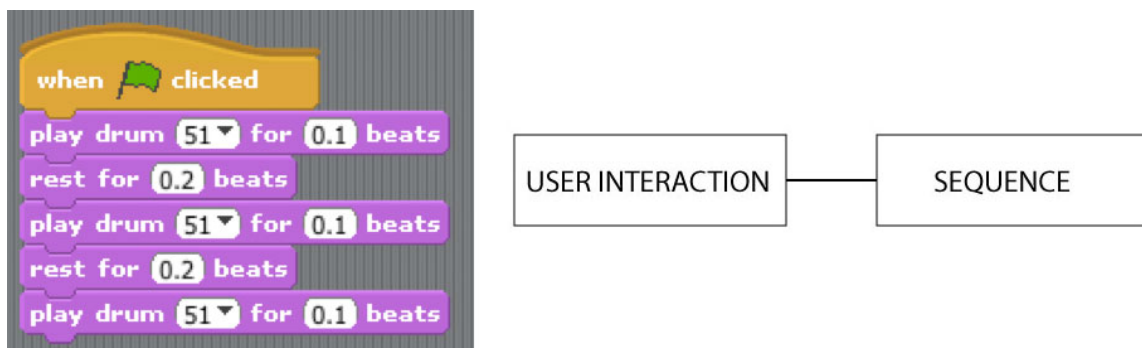 when clicked
play drum 51 for 0.1 beats
rest for 0.2 beats
play drum 51 for 0.1 beats
rest for 0.2 beats
play drum 51 for 0.1 beats
USER INTERACTION
SEQUENCE